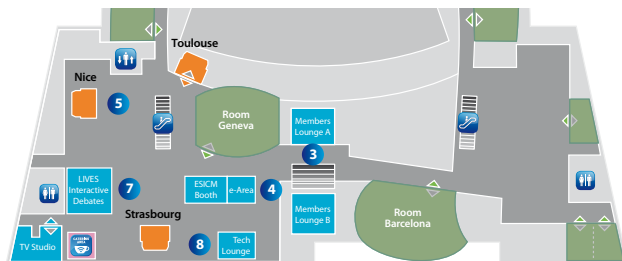 Toulouse
Nice
5
Room
Geneva
Members
Lounge A
3
LIVES
Interactive
Debates
7
ESICM
Booth
e-Area
4
Strasbourg
Members
Lounge B
Room
Barcelona
TV Studio
8
Tech
Lounge